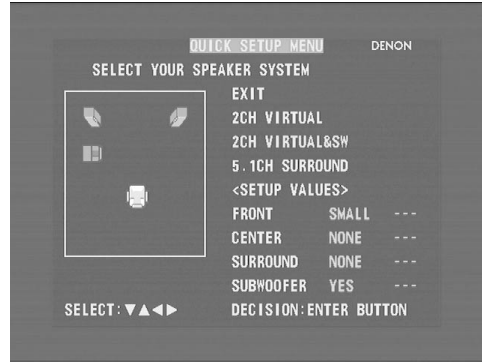 QUICK SETUP MENU DENON
SELECT YOUR SPEAKER SYSTEM
EXIT
2CH VIRTUAL
2CH VIRTUAL&SW
5.1CH SURROUND
<SETUP VALUES>
FRONT SMALL ---
CENTER NONE ---
SURROUND NONE ---
SUBWOOFER YES ---
SELECT:▼▲◀▶ DECISION:ENTER BUTTON